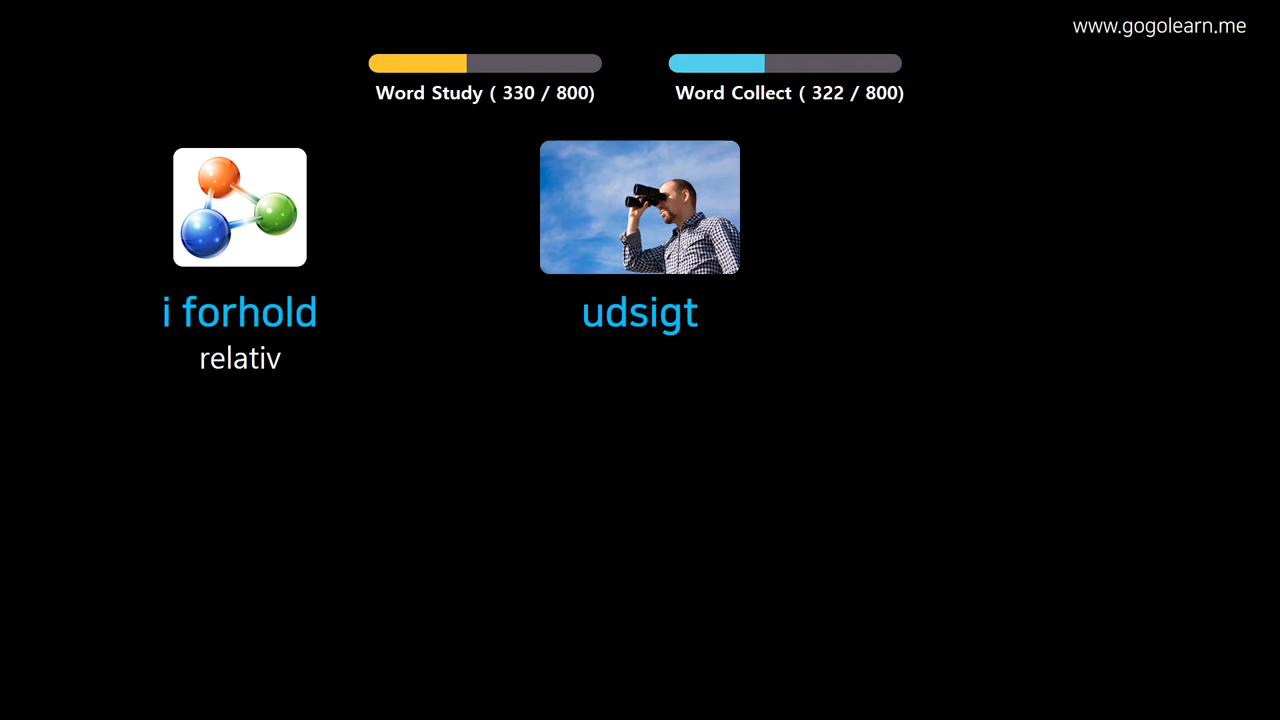 www.gogolearn.me
Word Study ( 330 / 800)
Word Collect ( 322 / 800)
i forhold
relativ
udsigt